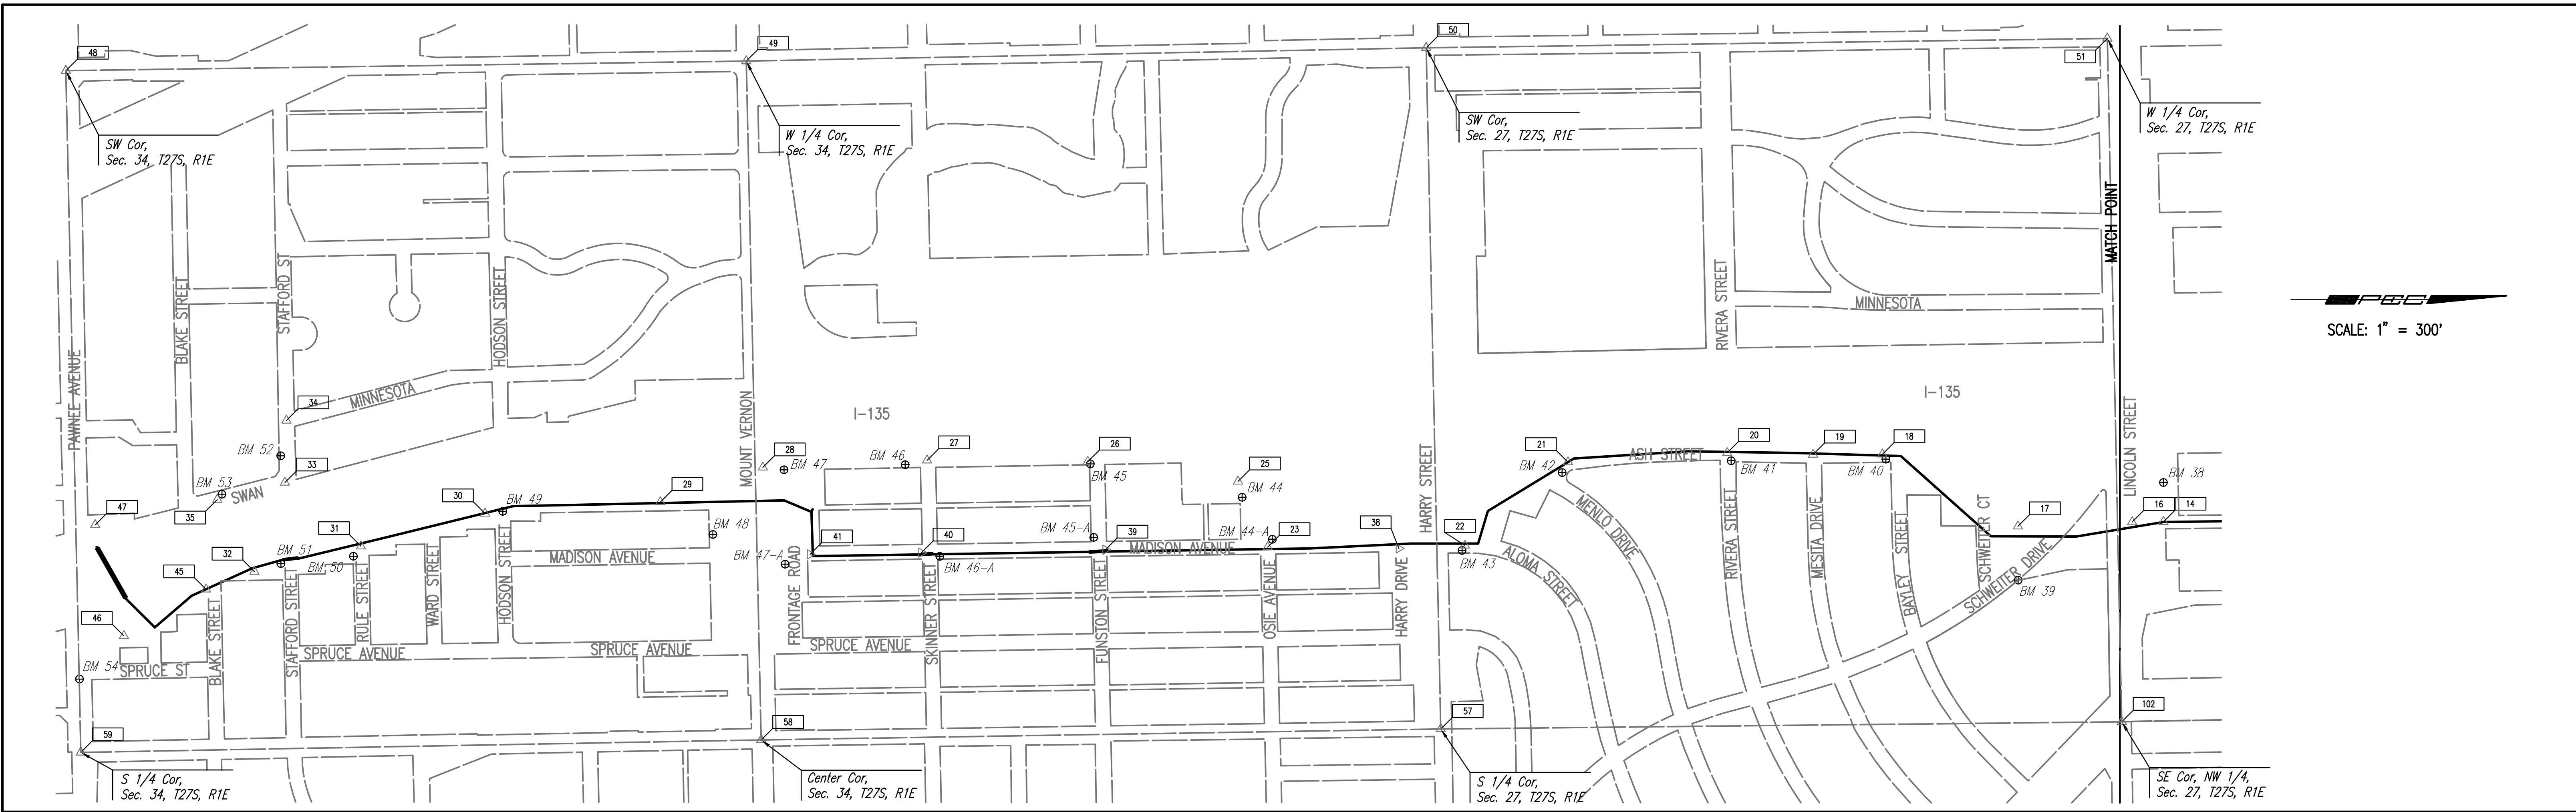 48
49
50
51
SW Cor,
Sec. 34, T27S, R1E
W 1/4 Cor,
Sec. 34, T27S, R1E
SW Cor,
Sec. 27, T27S, R1E
W 1/4 Cor,
Sec. 27, T27S, R1E
MATCH POINT
PAWNEE AVENUE
BLAKE STREET
STAFFORD ST
HODSON STREET
MINNESOTA
MOUNT VERNON
I-135
RIVERA STREET
MINNESOTA
I-135
LINCOLN STREET
PEC
SCALE: 1" = 300'
34
BM 52
33
BM 53
SWAN
35
47
30
BM 49
29
28
BM 47
BM 46
27
26
BM 45
25
BM 44
HARRY STREET
21
BM 42
ASH STREET
20
BM 41
19
18
BM 40
BM 38
31
32
BM 51
BM 50
45
46
BM 48
BM 47-A
41
40
BM 46-A
BM 45-A
39
MADISON AVENUE
BM 44-A
23
38
22
BM 43
17
16
14
BM 39
MADISON AVENUE
FRONTAGE ROAD
SKINNER STREET
FUNSTON STREET
OSIE AVENUE
HARRY DRIVE
ALOMA STREET
MENLO DRIVE
RIVERA STREET
MESITA DRIVE
BAYLEY STREET
SCHWEITER CT
SCHWEITER DRIVE
BLAKE STREET
STAFFORD STREET
RULE STREET
WARD STREET
HODSON STREET
BM 54
SPRUCE ST
SPRUCE AVENUE
SPRUCE AVENUE
SPRUCE AVENUE
59
58
57
102
S 1/4 Cor,
Sec. 34, T27S, R1E
Center Cor,
Sec. 34, T27S, R1E
S 1/4 Cor,
Sec. 27, T27S, R1E
SE Cor, NW 1/4,
Sec. 27, T27S, R1E